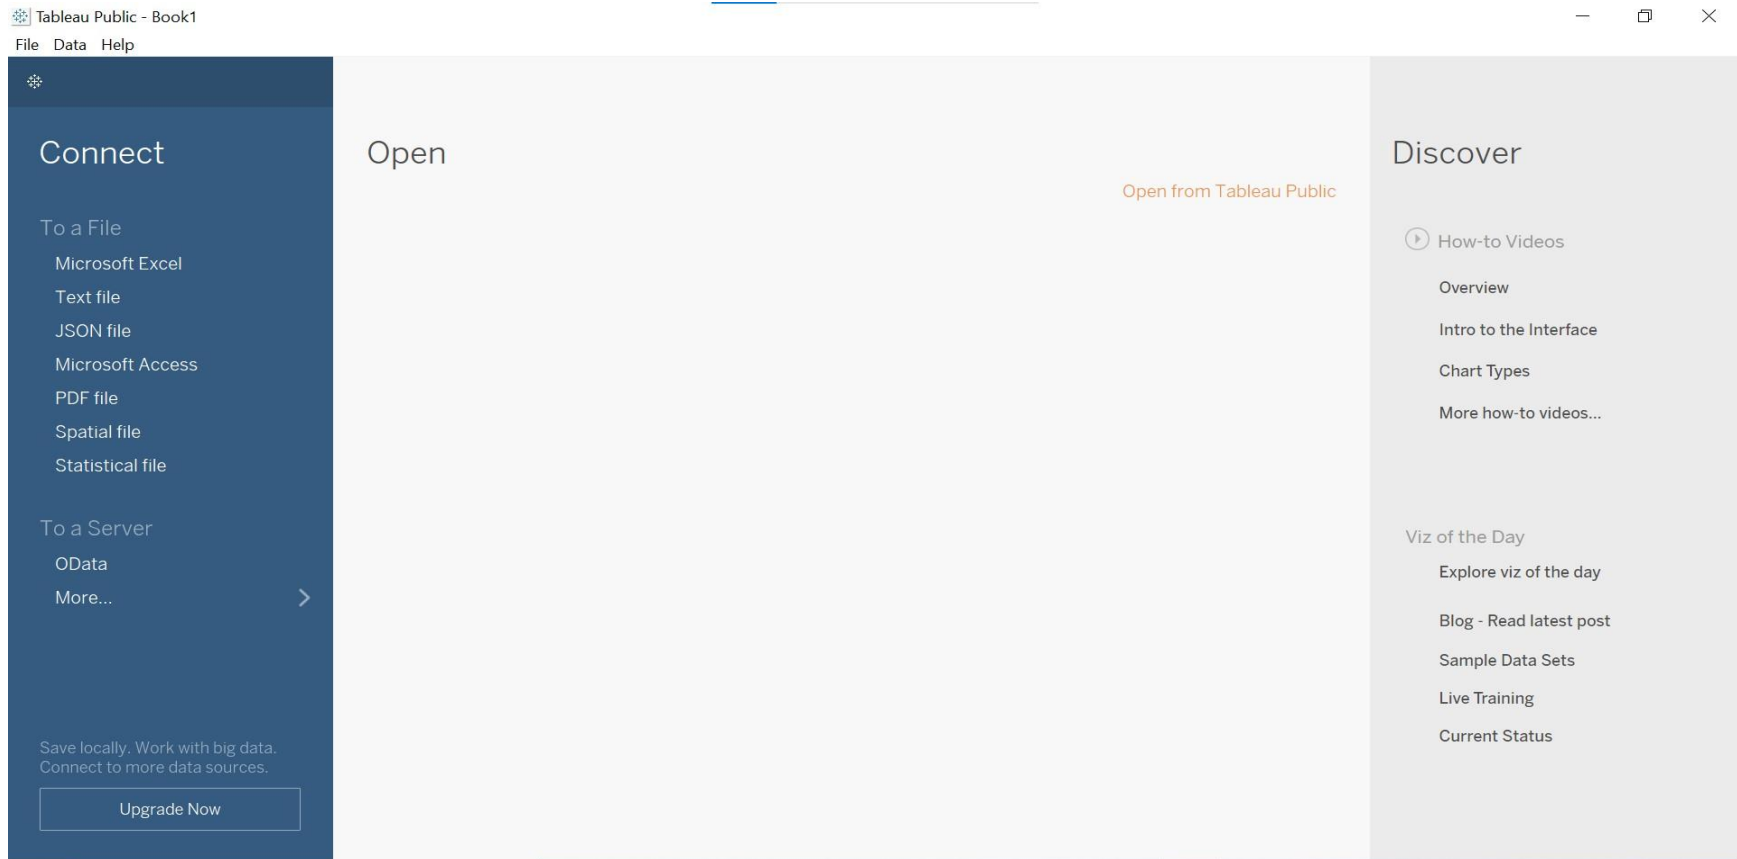 Tableau Public - Book1
File Data Help
Connect
To a File
Microsoft Excel
Text file
JSON file
Microsoft Access
PDF file
Spatial file
Statistical file
To a Server
OData
More...
Save locally. Work with big data.
Connect to more data sources.
Upgrade Now
Open
Open from Tableau Public
Discover
How-to Videos
Overview
Intro to the Interface
Chart Types
More how-to videos...
Viz of the Day
Explore viz of the day
Blog - Read latest post
Sample Data Sets
Live Training
Current Status